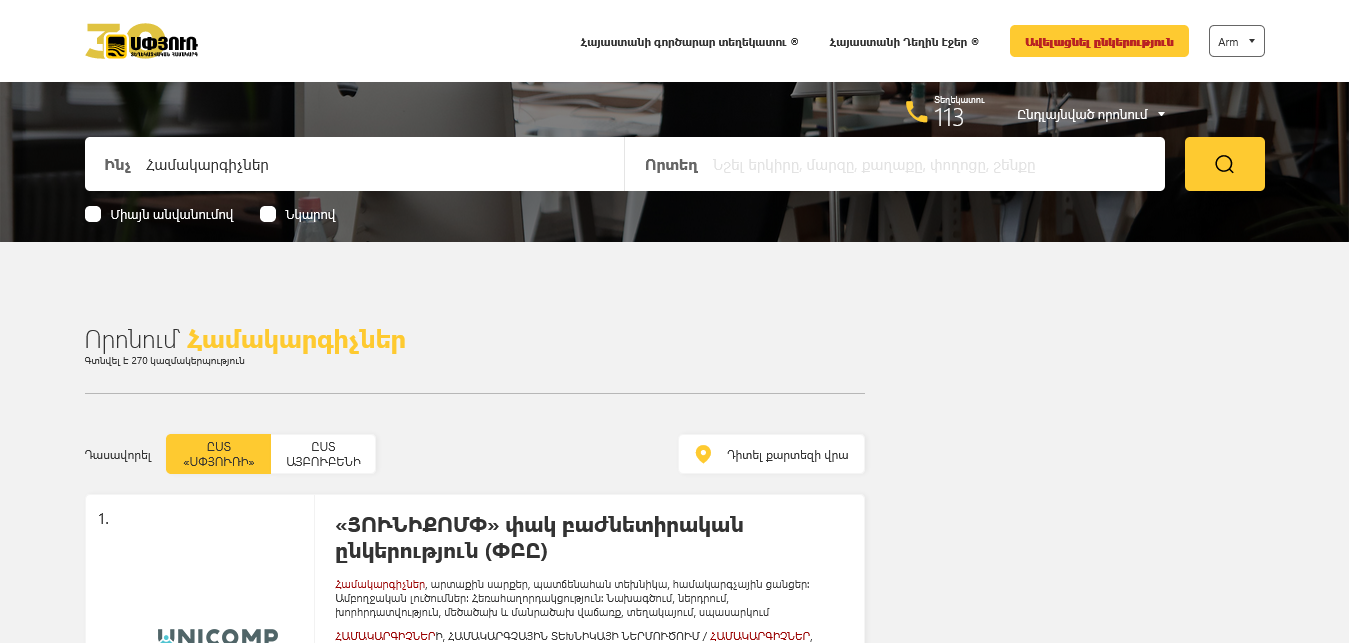 30 ՍՓՅՈՒՌ
ՏԵՂԵԿԱՏՎԱԿԱՆ ՀԱՄԱԿԱՐԳ
Հայաստանի գործարար տեղեկատու ®
Հայաստանի Դեղին էջեր ®
Ավելացնել ընկերություն
Arm
Տեղեկատու
113
Ընդլայնված որոնում
Ինչ Համակարգիչներ
Որտեղ Նշել երկիրը, մարզը, քաղաքը, փողոցը, շենքը
Միայն անվանումով
Նկարով
Որոնում՝ Համակարգիչներ
Գտնվել է 270 կազմակերպություն
Դասավորել
ԸՍՏ
«ՍՓՅՈՒՌԻ»
ԸՍՏ
ԱՅԲՈՒԲԵՆԻ
Դիտել քարտեզի վրա
1.
UNICOMP
«ՅՈՒՆԻՔՈՄՓ» փակ բաժնետիրական
ընկերություն (ՓԲԸ)
Համակարգիչներ, արտաքին սարքեր, պատճենահան տեխնիկա, համակարգչային ցանցեր:
Ամբողջական լուծումներ: Հեռահաղորդակցություն: Նախագծում, ներդրում,
խորհրդատվություն, մեծածախ և մանրածախ վաճառք, տեղակայում, սպասարկում
ՀԱՄԱԿԱՐԳԻՉՆԵՐԻ, ՀԱՄԱԿԱՐԳՉԱՅԻՆ ՏԵԽՆԻԿԱՅԻ ՆԵՐՄՈՒԾՈՒՄ / ՀԱՄԱԿԱՐԳԻՉՆԵՐ,